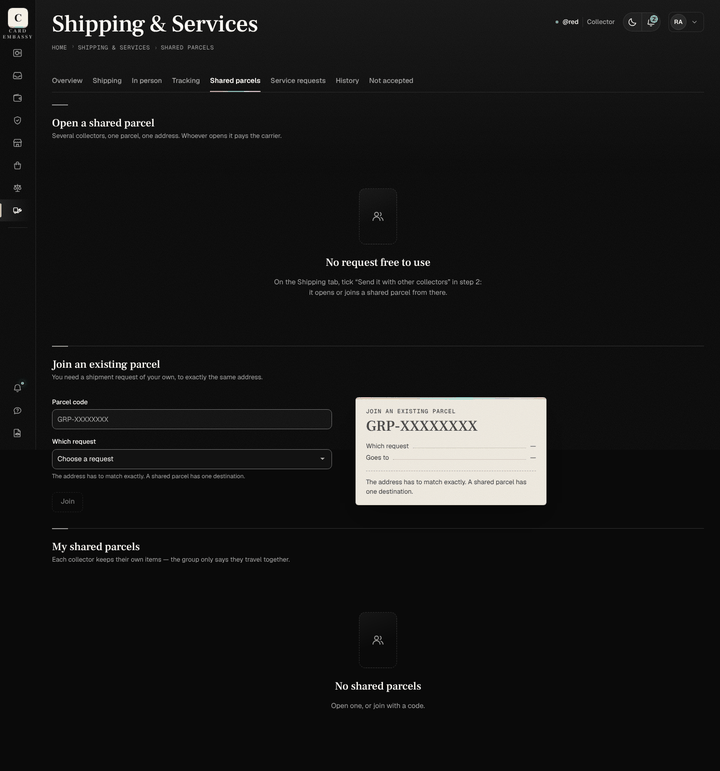 C
CARD
EMBASSY
Shipping & Services
@red
Collector
2
RA
HOME › SHIPPING & SERVICES › SHARED PARCELS
Overview
Shipping
In person
Tracking
Shared parcels
Service requests
History
Not accepted
Open a shared parcel
Several collectors, one parcel, one address. Whoever opens it pays the carrier.
No request free to use
On the Shipping tab, tick “Send it with other collectors” in step 2:
it opens or joins a shared parcel from there.
Join an existing parcel
You need a shipment request of your own, to exactly the same address.
Parcel code
GRP-XXXXXXXX
Which request
Choose a request
The address has to match exactly. A shared parcel has one destination.
Join
JOIN AN EXISTING PARCEL
GRP-XXXXXXXX
Which request —
Goes to —
The address has to match exactly. A shared parcel has
one destination.
My shared parcels
Each collector keeps their own items — the group only says they travel together.
No shared parcels
Open one, or join with a code.